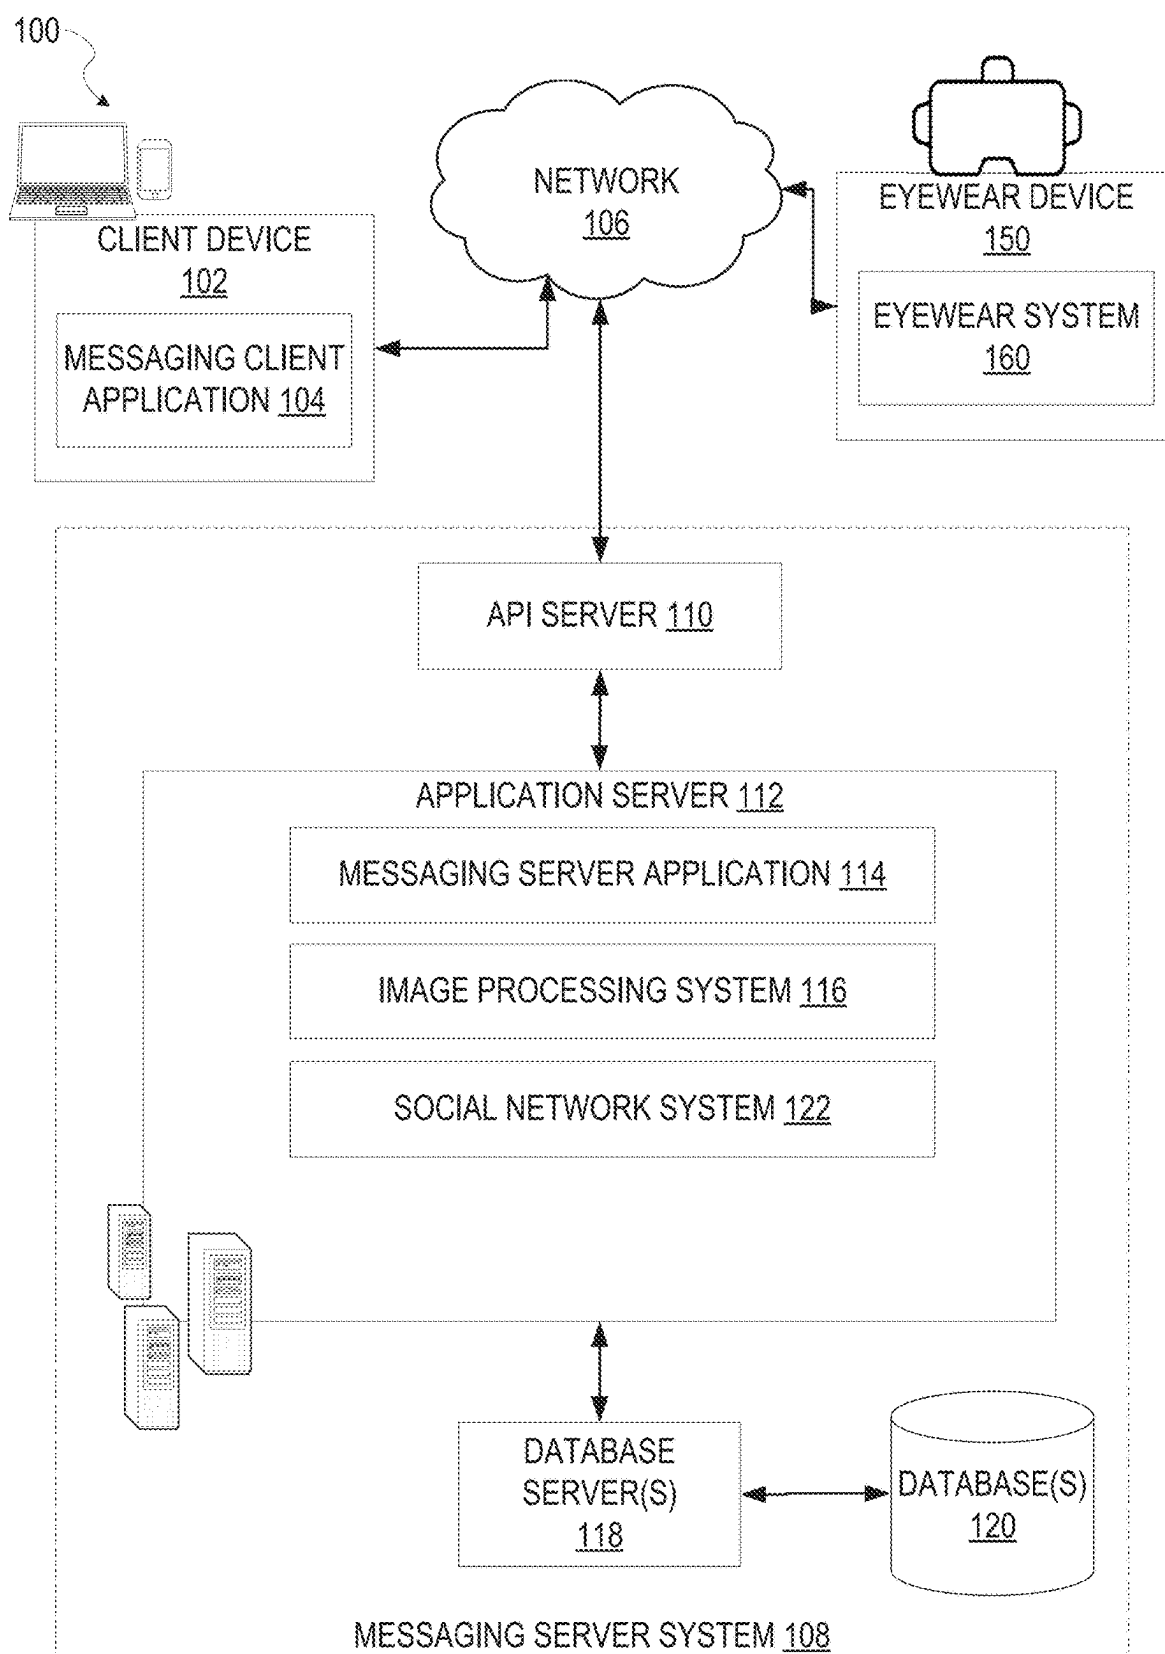 100
NETWORK
106
EYEWEAR DEVICE
150
EYEWEAR SYSTEM
160
CLIENT DEVICE
102
MESSAGING CLIENT
APPLICATION 104
API SERVER 110
APPLICATION SERVER 112
MESSAGING SERVER APPLICATION 114
IMAGE PROCESSING SYSTEM 116
SOCIAL NETWORK SYSTEM 122
DATABASE
SERVER(S)
118
DATABASE(S)
120
MESSAGING SERVER SYSTEM 108